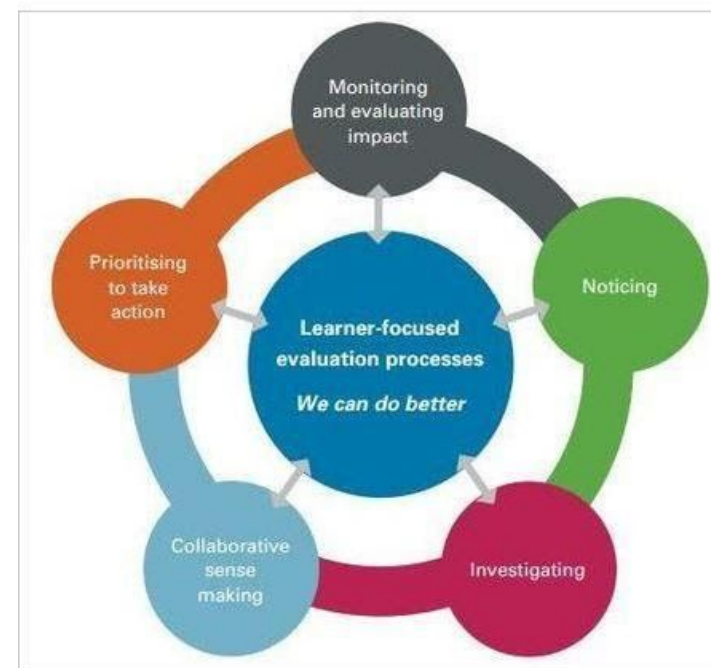 Monitoring
and evaluating
impact
Noticing
Investigating
Collaborative
sense
making
Prioritising
to take
action
Learner-focused
evaluation processes
We can do better